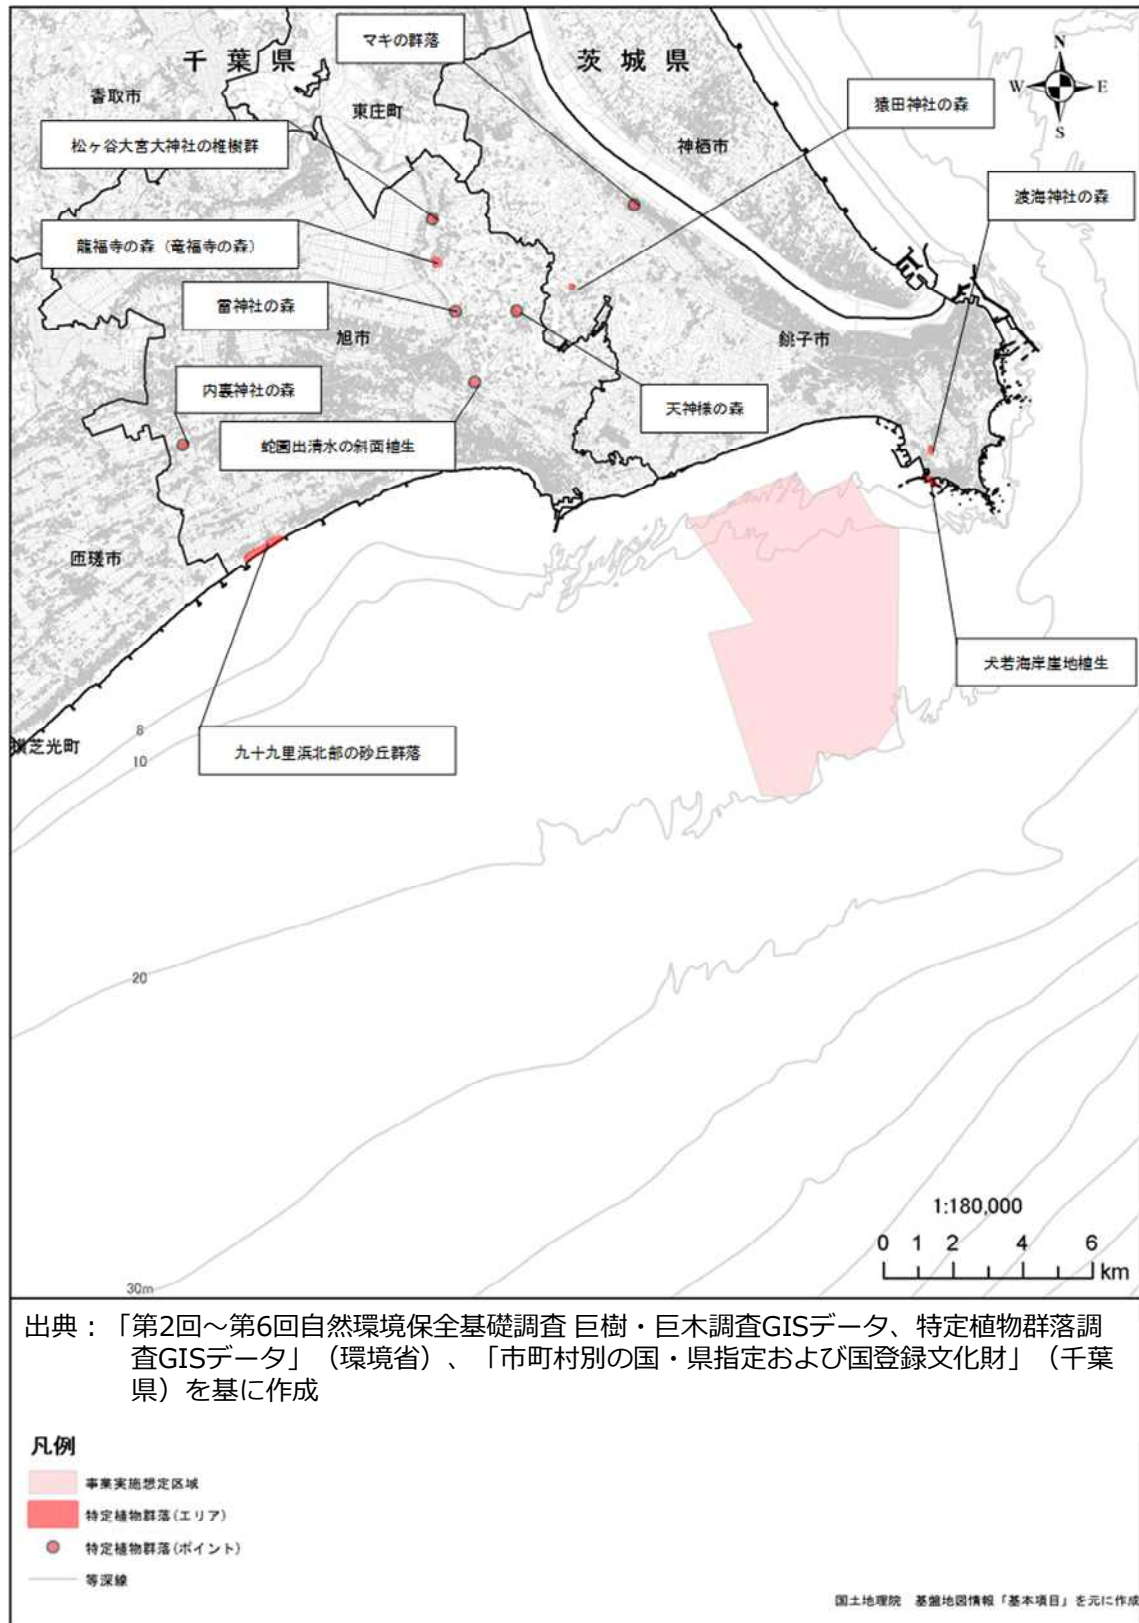 千葉県
茨城県
マキの群落
香取市
東庄町
猿田神社の森
松ヶ谷大宮大神社の椎樹群
神栖市
渡海神社の森
龍福寺の森（竜福寺の森）
雷神社の森
旭市
銚子市
内裏神社の森
天神様の森
蛇園出清水の斜面植生
匝瑳市
犬若海岸崖地植生
九十九里浜北部の砂丘群落
横芝光町
N
W
E
S
8
10
20
30m
1:180,000
0 1 2 4 6
km
出典：「第2回～第6回自然環境保全基礎調査 巨樹・巨木調査GISデータ、特定植物群落調
査GISデータ」（環境省）、「市町村別の国・県指定および国登録文化財」（千葉
県）を基に作成
凡例
事業実施想定区域
特定植物群落(エリア)
特定植物群落(ポイント)
等深線
国土地理院 基盤地図情報「基本項目」を元に作成